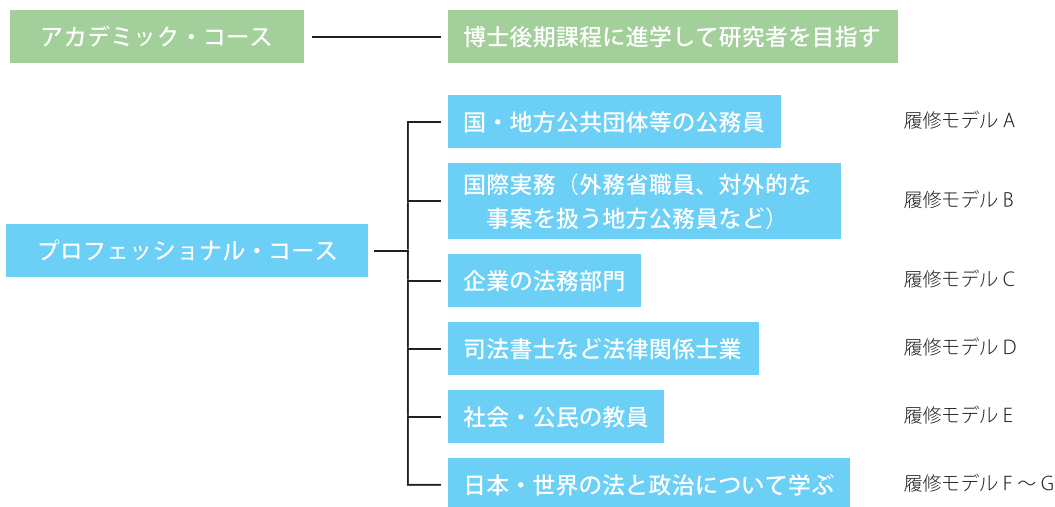 アカデミック・コース
博士後期課程に進学して研究者を目指す
プロフェッショナル・コース
国・地方公共団体等の公務員
履修モデル A
国際実務（外務省職員、対外的な
事案を扱う地方公務員など）
履修モデル B
企業の法務部門
履修モデル C
司法書士など法律関係士業
履修モデル D
社会・公民の教員
履修モデル E
日本・世界の法と政治について学ぶ
履修モデル F ～ G